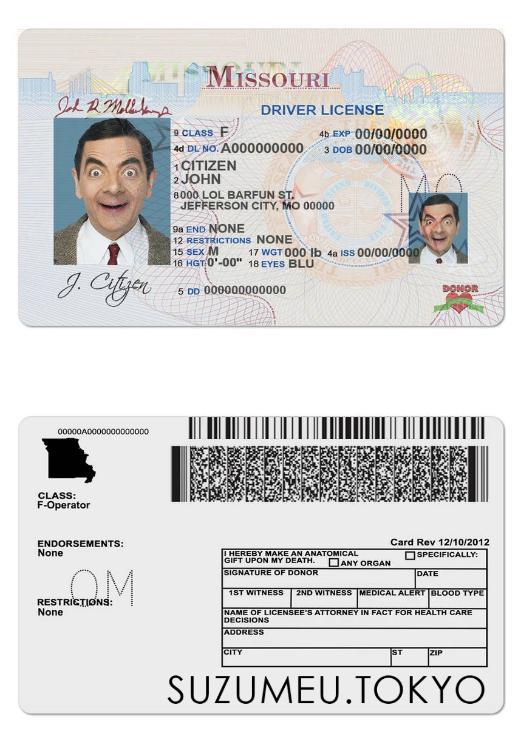 MISSOURI
DRIVER LICENSE
9 CLASS F
4b EXP 00/00/0000
4d DL NO. A000000000
3 DOB 00/00/0000
1 CITIZEN
2 JOHN
8 000 LOL BARFUN ST.
JEFFERSON CITY, MO 00000
MO
9a END NONE
12 RESTRICTIONS NONE
15 SEX M 17 WGT 000 lb 4a ISS 00/00/0000
16 HGT 0'-00" 18 EYES BLU
J. Citizen
5 DD 000000000000
DONOR
00000A0000000000000
CLASS:
F-Operator
Card Rev 12/10/2012
ENDORSEMENTS:
None
I HEREBY MAKE AN ANATOMICAL
GIFT UPON MY DEATH. ANY ORGAN SPECIFICALLY:
SIGNATURE OF DONOR DATE
1ST WITNESS 2ND WITNESS MEDICAL ALERT BLOOD TYPE
OM
RESTRICTIONS:
None
NAME OF LICENSEE'S ATTORNEY IN FACT FOR HEALTH CARE
DECISIONS
ADDRESS
CITY ST ZIP
SUZUMEU.TOKYO